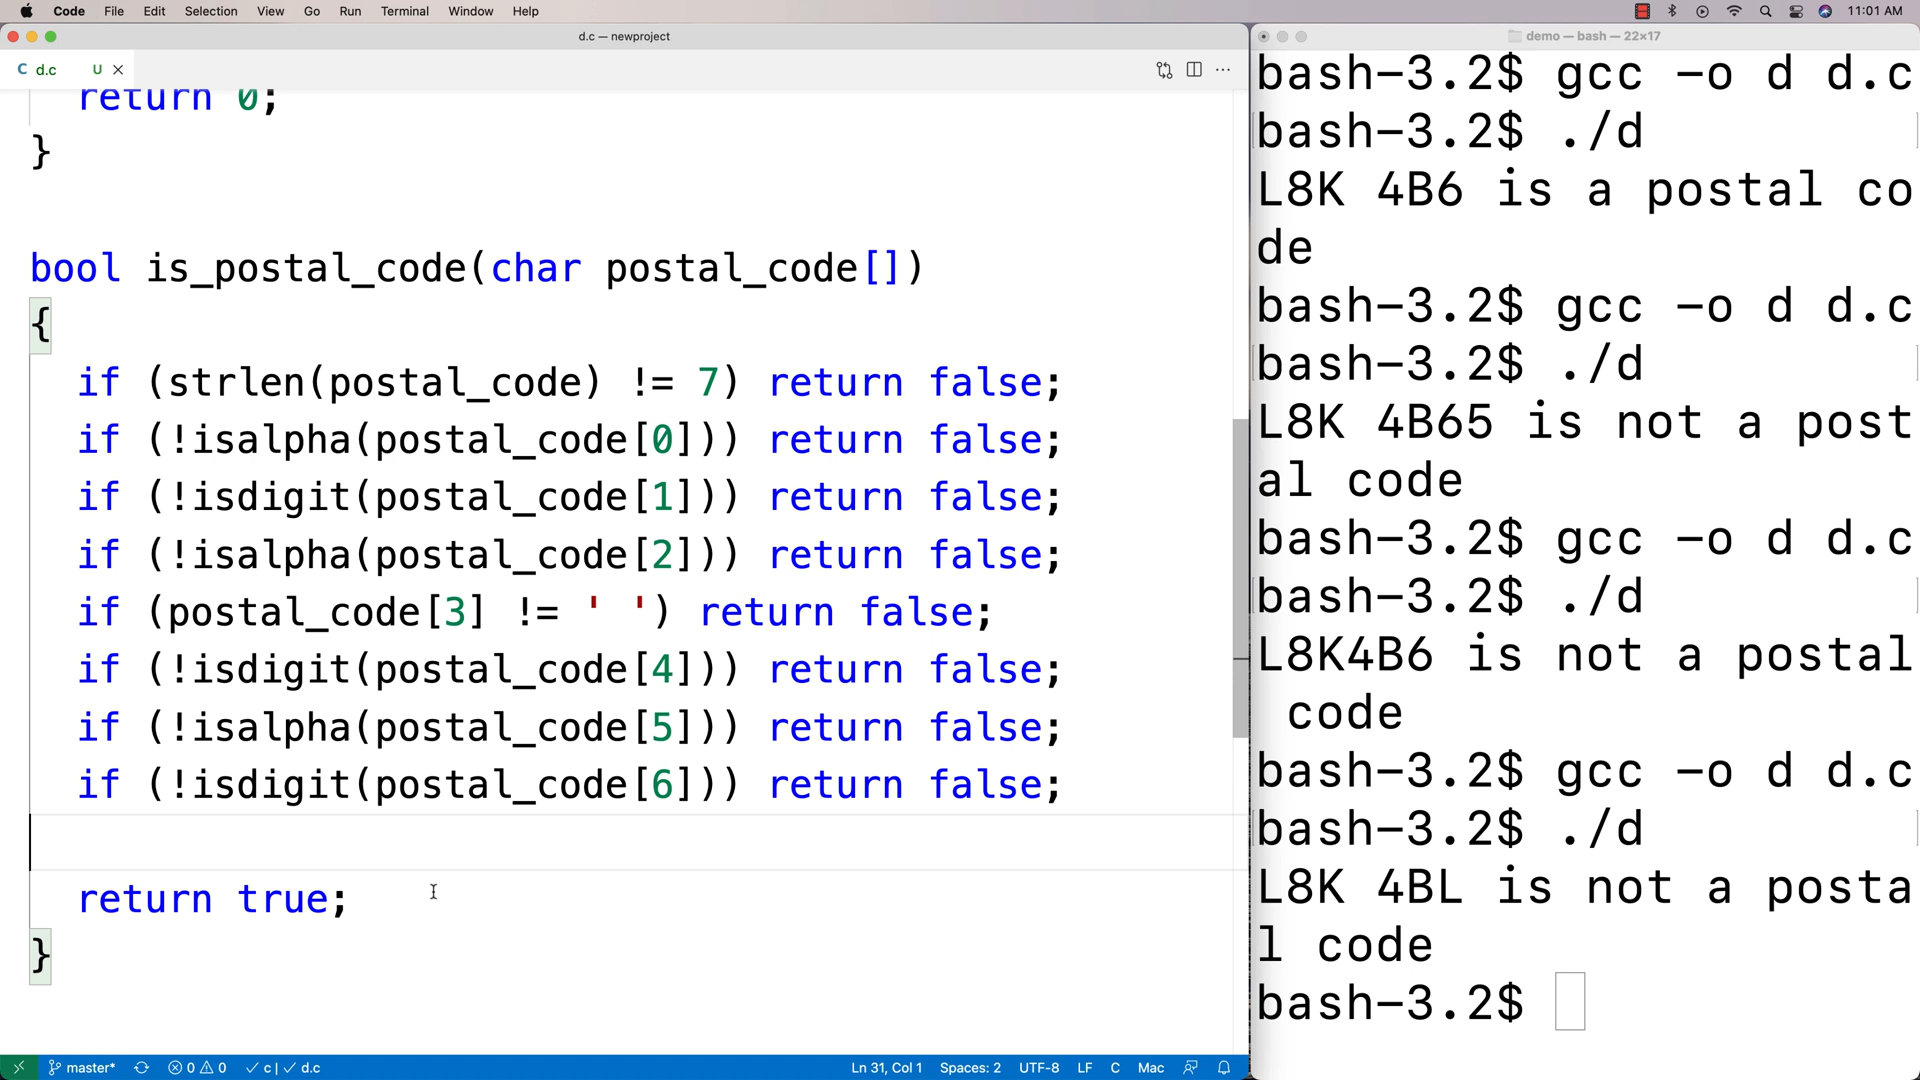 Code File Edit Selection View Go Run Terminal Window Help 11:01 AM
d.c — newproject
C d.c U
return 0;
}
bool is_postal_code(char postal_code[])
{
if (strlen(postal_code) != 7) return false;
if (!isalpha(postal_code[0])) return false;
if (!isdigit(postal_code[1])) return false;
if (!isalpha(postal_code[2])) return false;
if (postal_code[3] != ' ') return false;
if (!isdigit(postal_code[4])) return false;
if (!isalpha(postal_code[5])) return false;
if (!isdigit(postal_code[6])) return false;
return true;
}
master* 0 0 c | d.c Ln 31, Col 1 Spaces: 2 UTF-8 LF C Mac
demo — bash — 22×17
bash-3.2$ gcc -o d d.c
bash-3.2$ ./d
L8K 4B6 is a postal co
de
bash-3.2$ gcc -o d d.c
bash-3.2$ ./d
L8K 4B65 is not a post
al code
bash-3.2$ gcc -o d d.c
bash-3.2$ ./d
L8K4B6 is not a postal
code
bash-3.2$ gcc -o d d.c
bash-3.2$ ./d
L8K 4BL is not a posta
l code
bash-3.2$